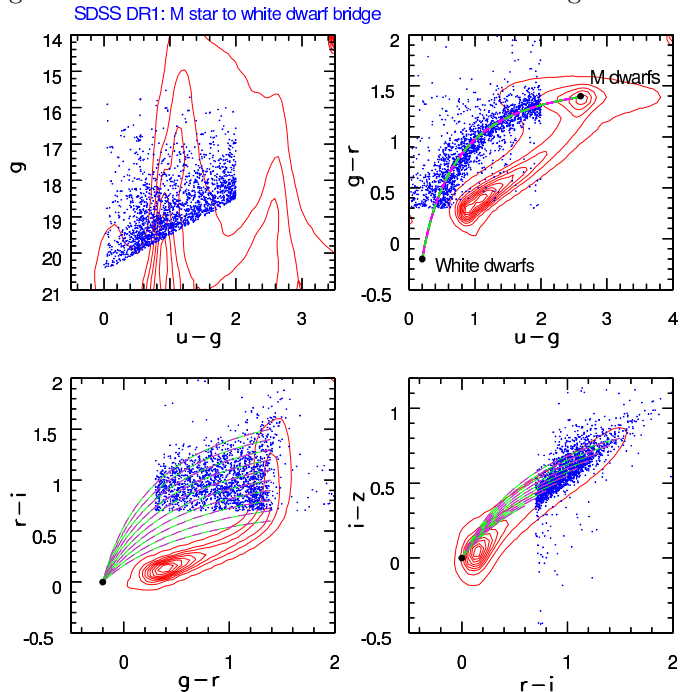 SDSS DR1: M star to white dwarf bridge
14
15
16
17
18
19
20
21
g
0 1 2 3
u-g
2
1.5
1
0.5
0
-0.5
g-r
M dwarfs
White dwarfs
0 1 2 3 4
u-g
2
1.5
1
0.5
0
-0.5
r-i
0 1 2
g-r
1
0.5
0
-0.5
i-z
0 1 2
r-i